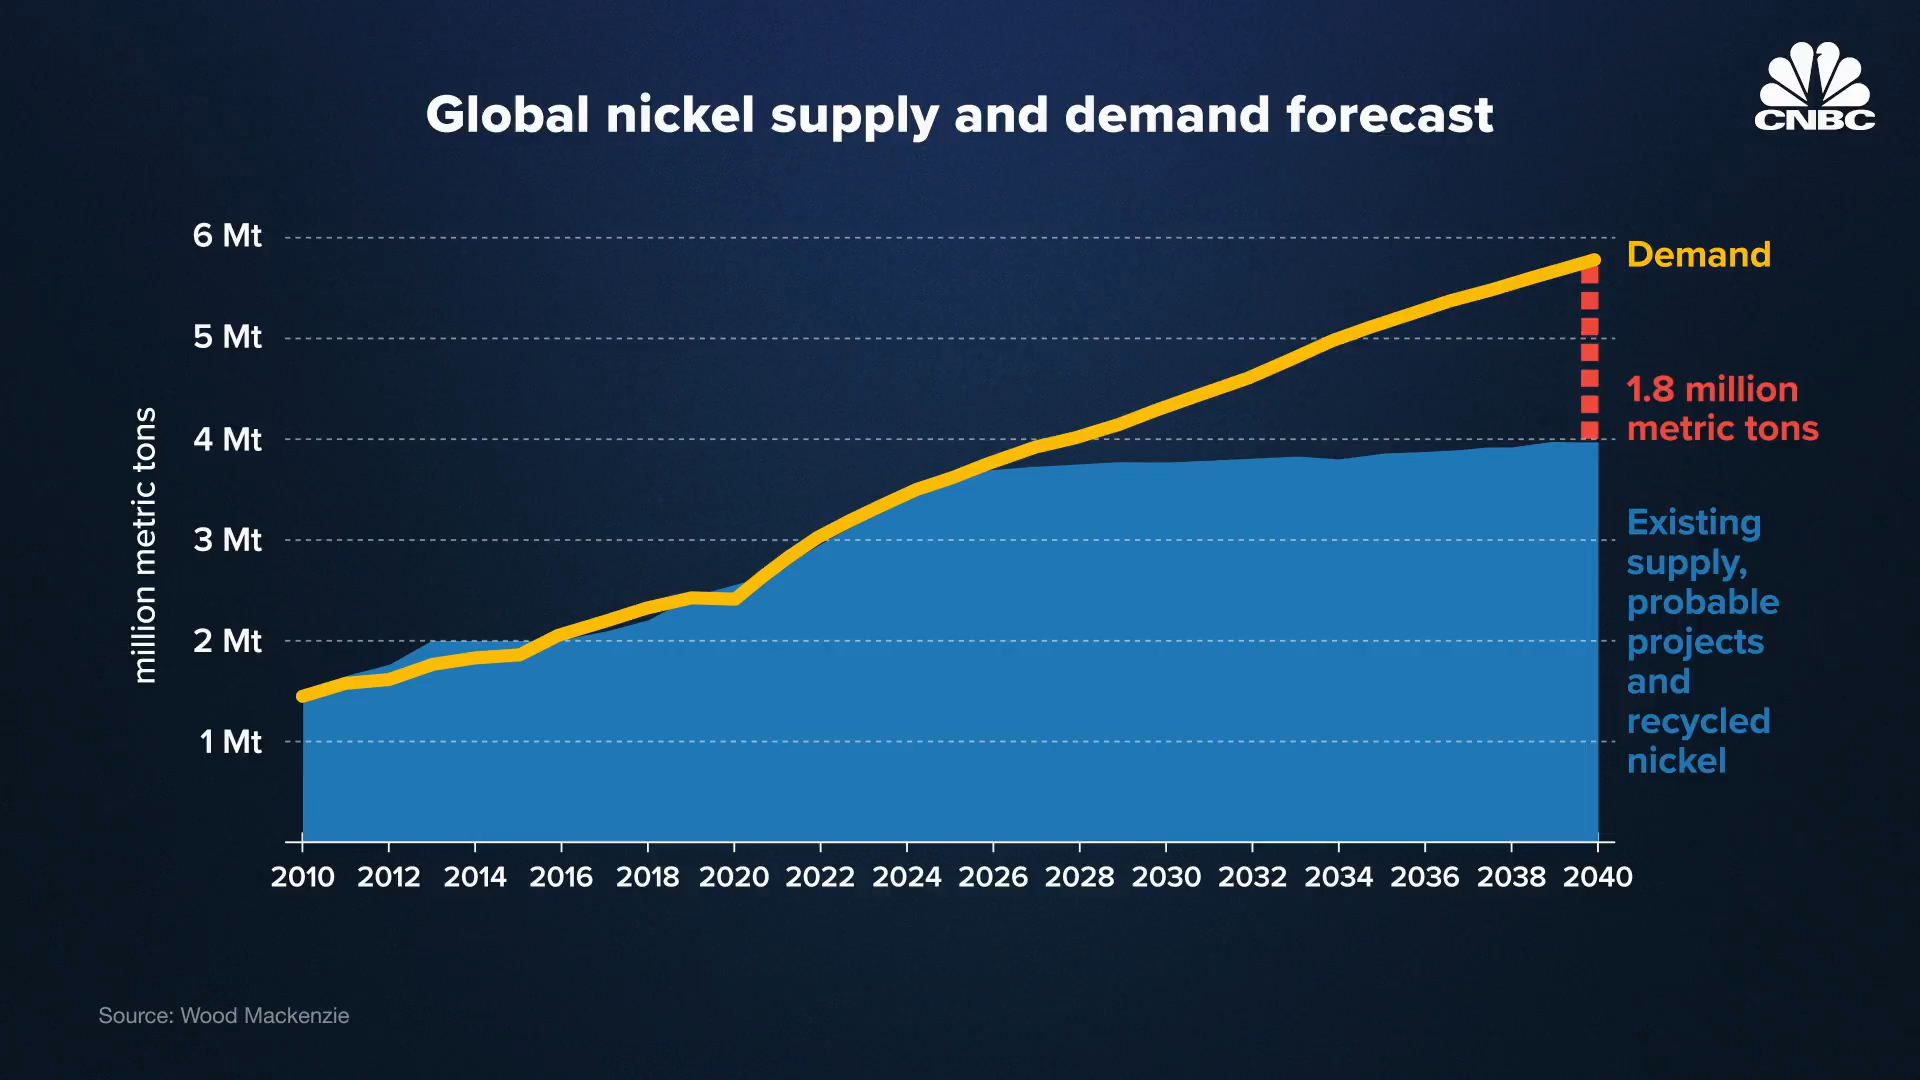 Global nickel supply and demand forecast
CNBC
6 Mt
5 Mt
4 Mt
3 Mt
2 Mt
1 Mt
million metric tons
Demand
1.8 million
metric tons
Existing
supply,
probable
projects
and
recycled
nickel
2010 2012 2014 2016 2018 2020 2022 2024 2026 2028 2030 2032 2034 2036 2038 2040
Source: Wood Mackenzie